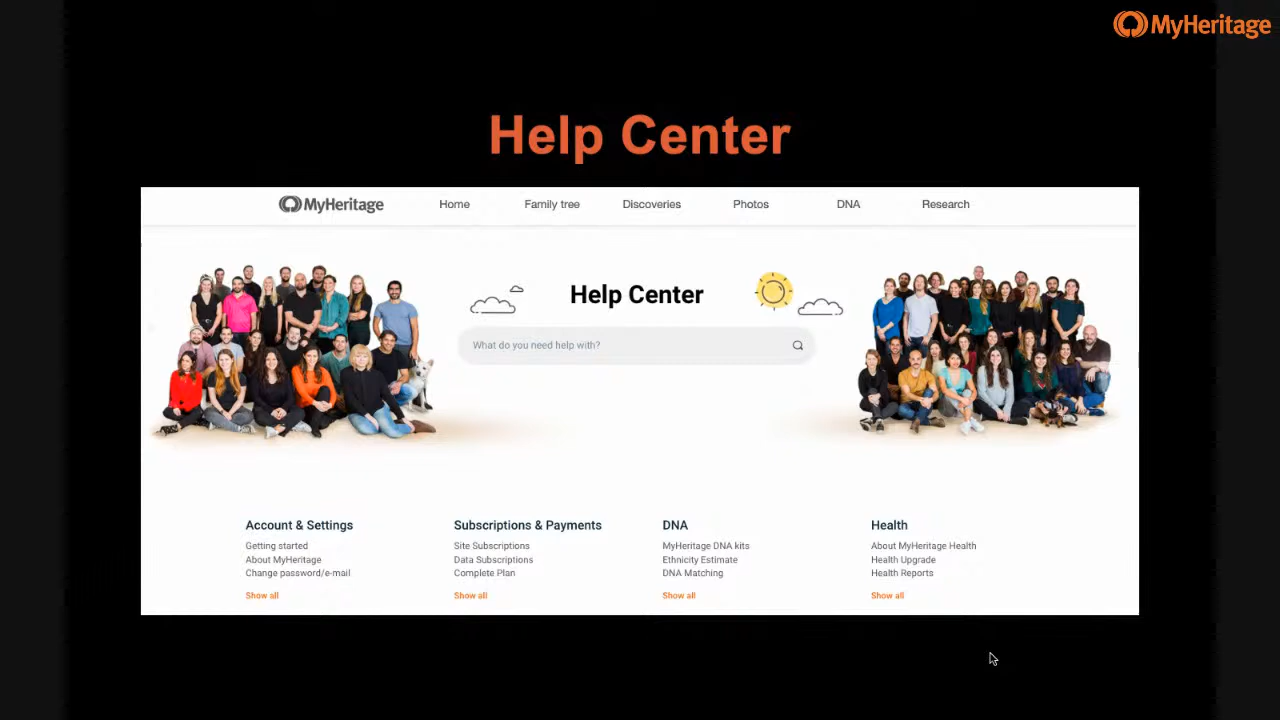 MyHeritage
Help Center
MyHeritage Home Family tree Discoveries Photos DNA Research
Help Center
What do you need help with?
Account & Settings
Getting started
About MyHeritage
Change password/e-mail
Show all
Subscriptions & Payments
Site Subscriptions
Data Subscriptions
Complete Plan
Show all
DNA
MyHeritage DNA kits
Ethnicity Estimate
DNA Matching
Show all
Health
About MyHeritage Health
Health Upgrade
Health Reports
Show all